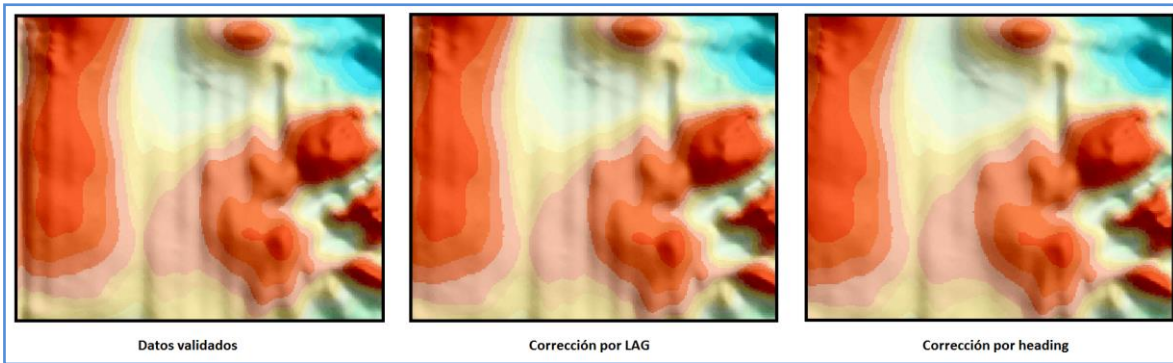 Datos validados
Corrección por LAG
Corrección por heading